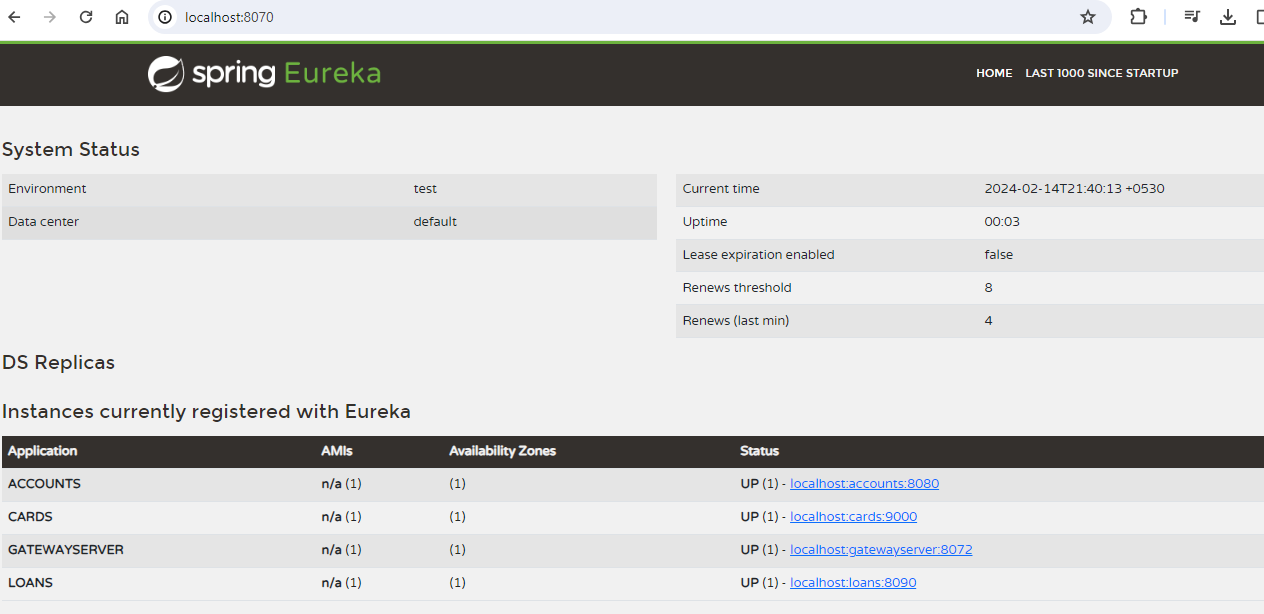 localhost:8070
spring Eureka
HOME LAST 1000 SINCE STARTUP
System Status
Environment test
Data center default
Current time 2024-02-14T21:40:13 +0530
Uptime 00:03
Lease expiration enabled false
Renews threshold 8
Renews (last min) 4
DS Replicas
Instances currently registered with Eureka
Application AMIs Availability Zones Status
ACCOUNTS n/a (1) (1) UP (1) - localhost:accounts:8080
CARDS n/a (1) (1) UP (1) - localhost:cards:9000
GATEWAYSERVER n/a (1) (1) UP (1) - localhost:gatewayserver:8072
LOANS n/a (1) (1) UP (1) - localhost:loans:8090